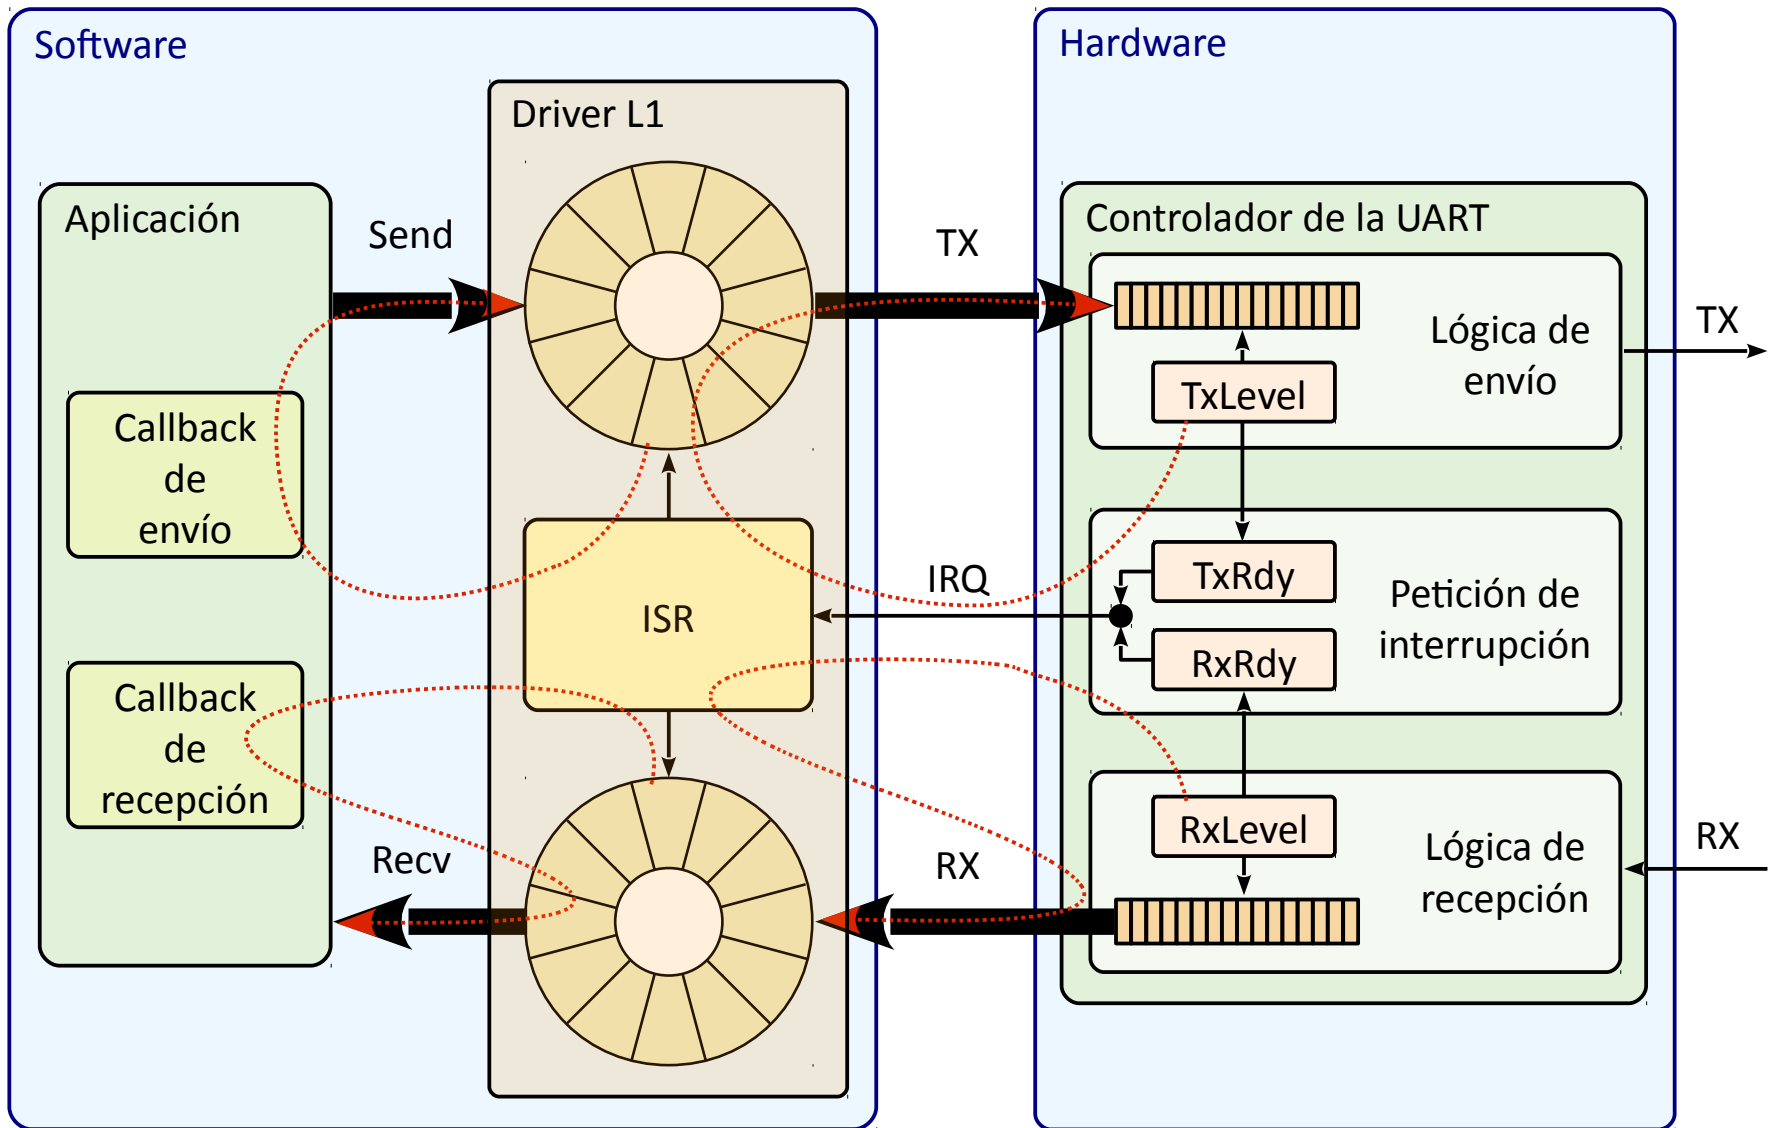 Software
Hardware
Driver L1
Aplicación
Send
TX
Controlador de la UART
Lógica de
envío
TX
TxLevel
Callback
de
envío
IRQ
ISR
TxRdy
RxRdy
Petición de
interrupción
Callback
de
recepción
Recv
RX
RxLevel
Lógica de
recepción
RX